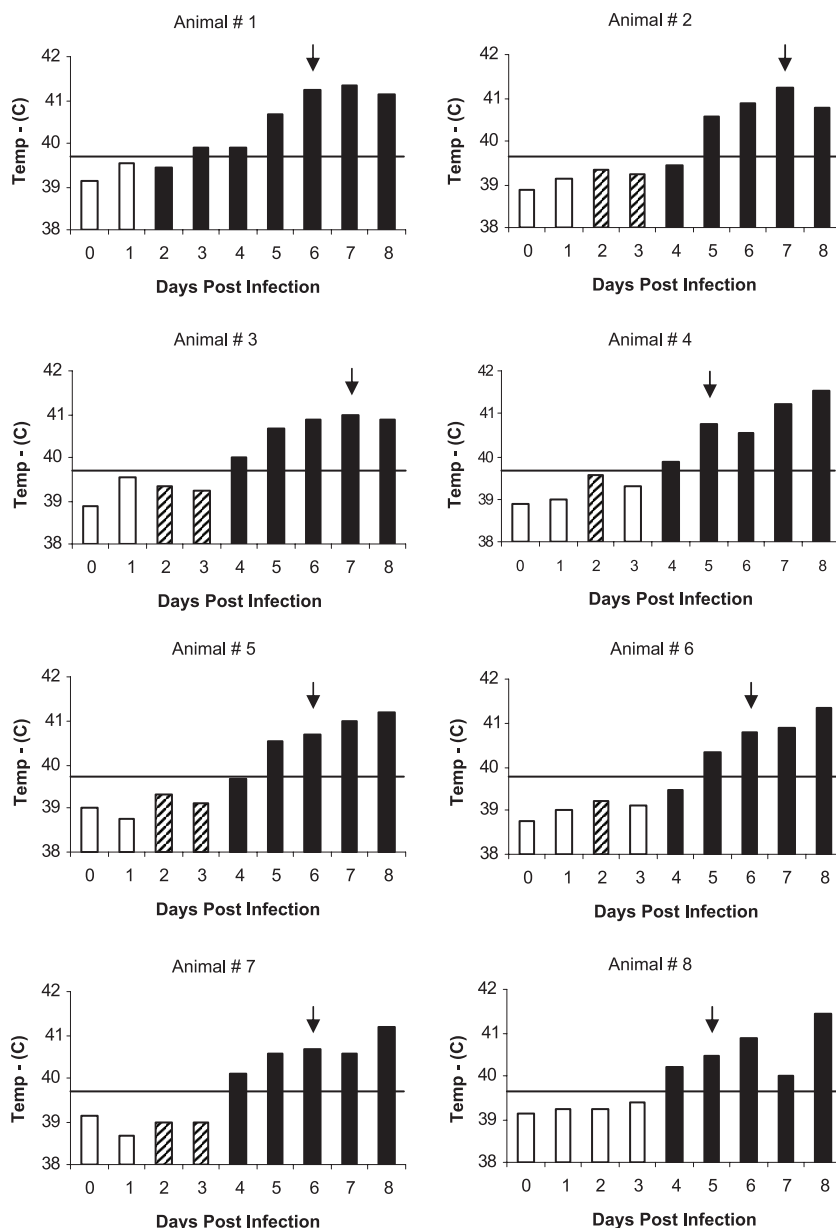 Animal # 1
Temp - (C)
42
41
40
39
38
0 1 2 3 4 5 6 7 8
Days Post Infection
Animal # 2
Temp - (C)
42
41
40
39
38
0 1 2 3 4 5 6 7 8
Days Post Infection
Animal # 3
Temp - (C)
42
41
40
39
38
0 1 2 3 4 5 6 7 8
Days Post Infection
Animal # 4
Temp - (C)
42
41
40
39
38
0 1 2 3 4 5 6 7 8
Days Post Infection
Animal # 5
Temp - (C)
42
41
40
39
38
0 1 2 3 4 5 6 7 8
Days Post Infection
Animal # 6
Temp - (C)
42
41
40
39
38
0 1 2 3 4 5 6 7 8
Days Post Infection
Animal # 7
Temp - (C)
42
41
40
39
38
0 1 2 3 4 5 6 7 8
Days Post Infection
Animal # 8
Temp - (C)
42
41
40
39
38
0 1 2 3 4 5 6 7 8
Days Post Infection